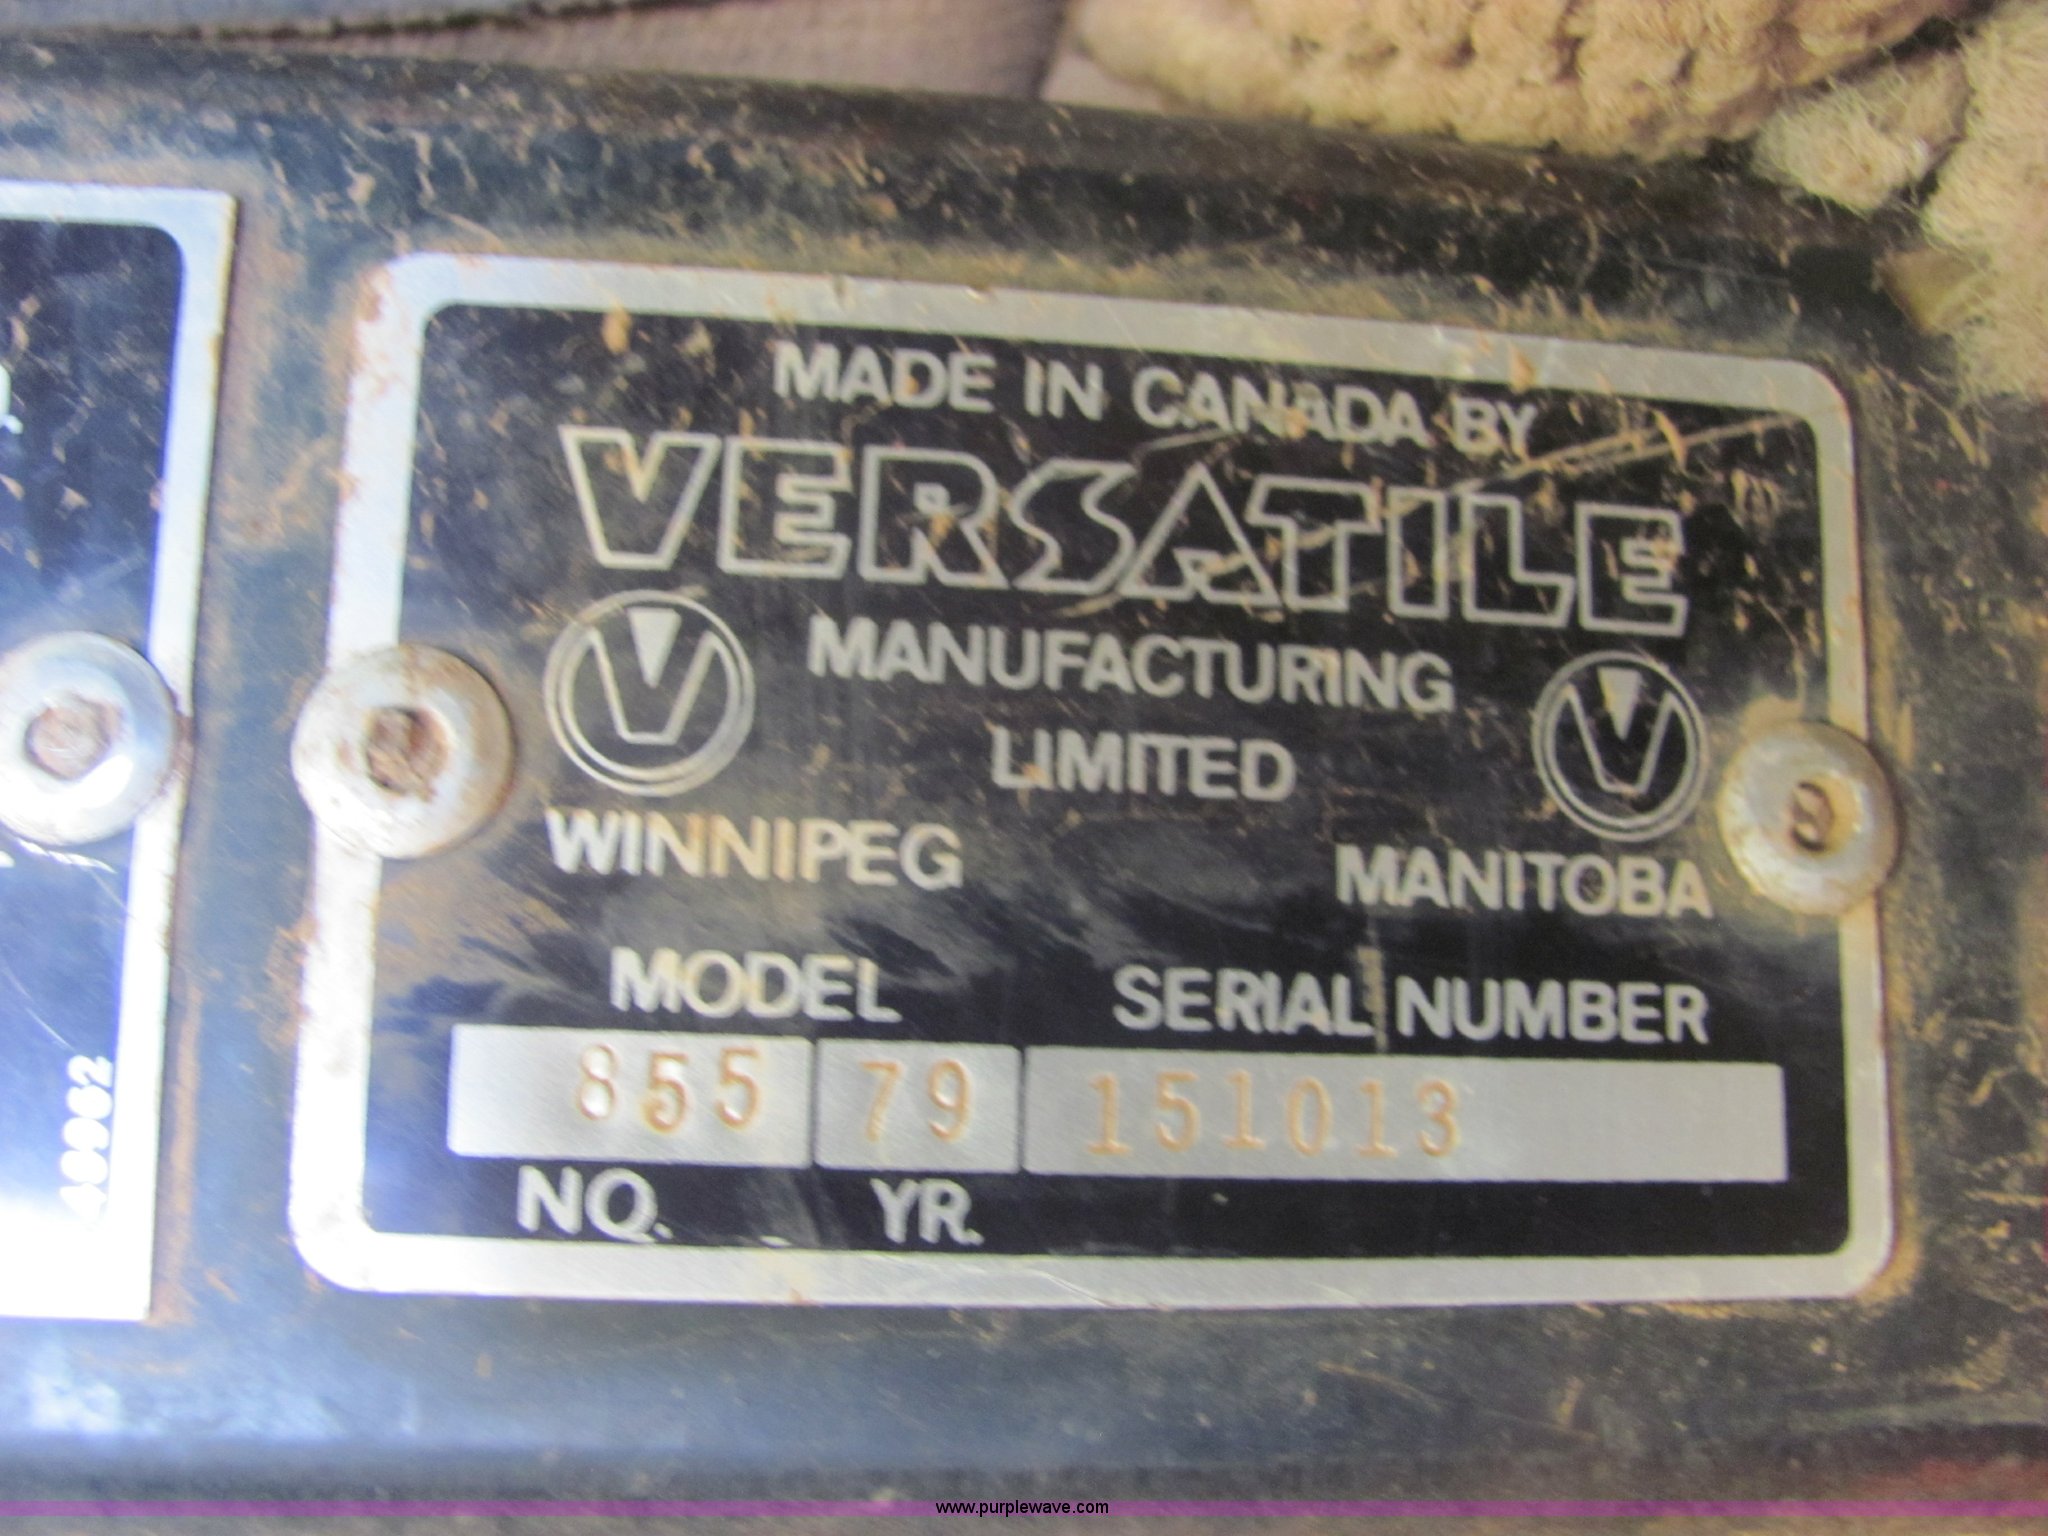 MADE IN CANADA BY
VERSATILE
MANUFACTURING
LIMITED
WINNIPEG MANITOBA
MODEL SERIAL NUMBER
855 79 151013
NO. YR.
48962
www.purplewave.com